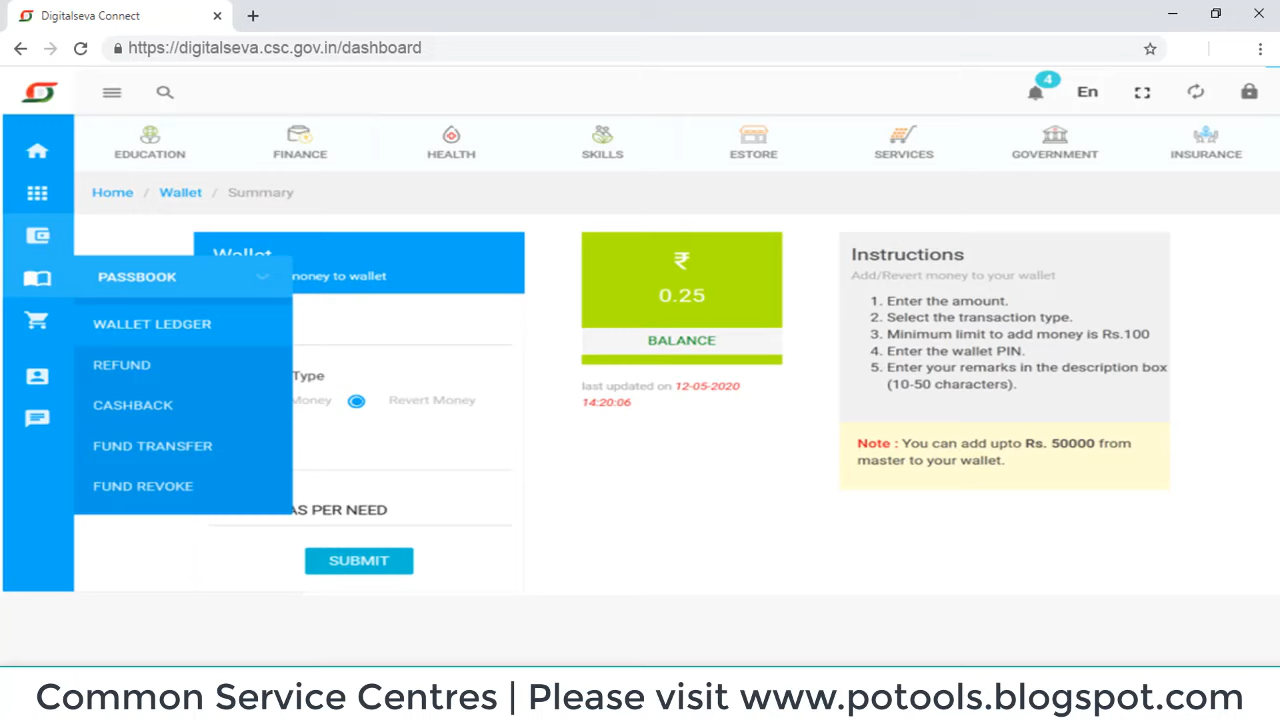 Digitalseva Connect
https://digitalseva.csc.gov.in/dashboard
4
En
EDUCATION
FINANCE
HEALTH
SKILLS
ESTORE
SERVICES
GOVERNMENT
INSURANCE
Home / Wallet / Summary
Wallet
money to wallet
PASSBOOK
WALLET LEDGER
REFUND
CASHBACK
FUND TRANSFER
FUND REVOKE
Type
Money
Revert Money
AS PER NEED
SUBMIT
₹
0.25
BALANCE
last updated on 12-05-2020
14:20:06
Instructions
Add/Revert money to your wallet
1. Enter the amount.
2. Select the transaction type.
3. Minimum limit to add money is Rs.100
4. Enter the wallet PIN.
5. Enter your remarks in the description box
(10-50 characters).
Note : You can add upto Rs. 50000 from
master to your wallet.
Common Service Centres | Please visit www.potools.blogspot.com